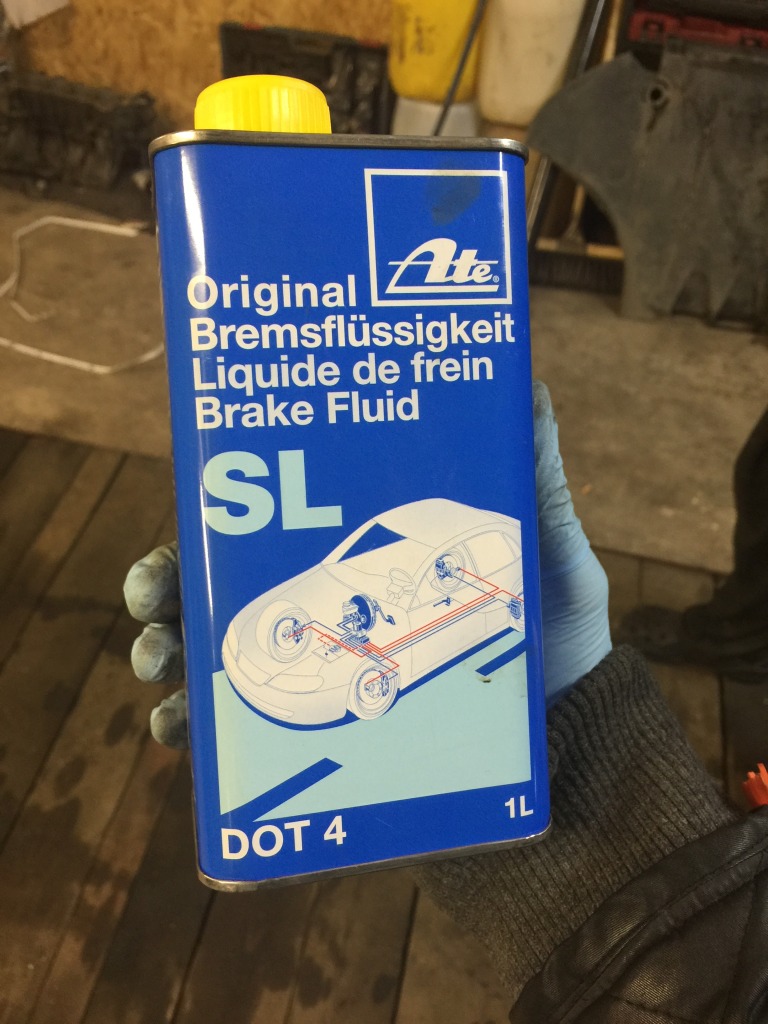 Ate®
Original
Bremsflüssigkeit
Liquide de frein
Brake Fluid
SL
DOT 4
1L